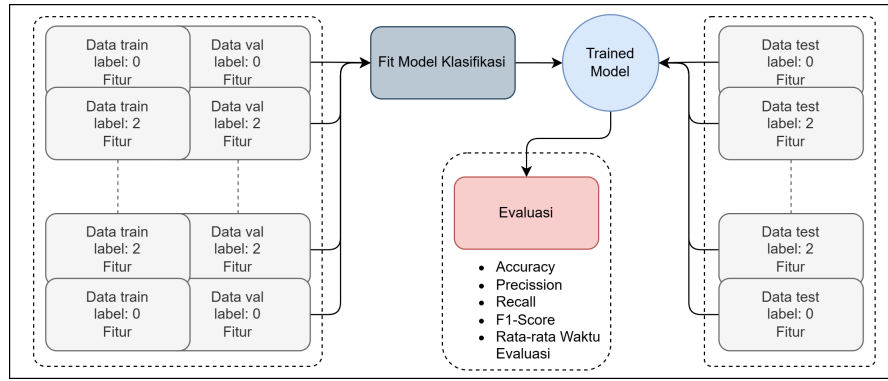 Data train
label: 0
Fitur
Data val
label: 0
Fitur
Data train
label: 2
Fitur
Data val
label: 2
Fitur
Data train
label: 2
Fitur
Data val
label: 2
Fitur
Data train
label: 0
Fitur
Data val
label: 0
Fitur
Fit Model Klasifikasi
Trained
Model
Evaluasi
Accuracy
Precission
Recall
F1-Score
Rata-rata Waktu
Evaluasi
Data test
label: 0
Fitur
Data test
label: 2
Fitur
Data test
label: 2
Fitur
Data test
label: 0
Fitur